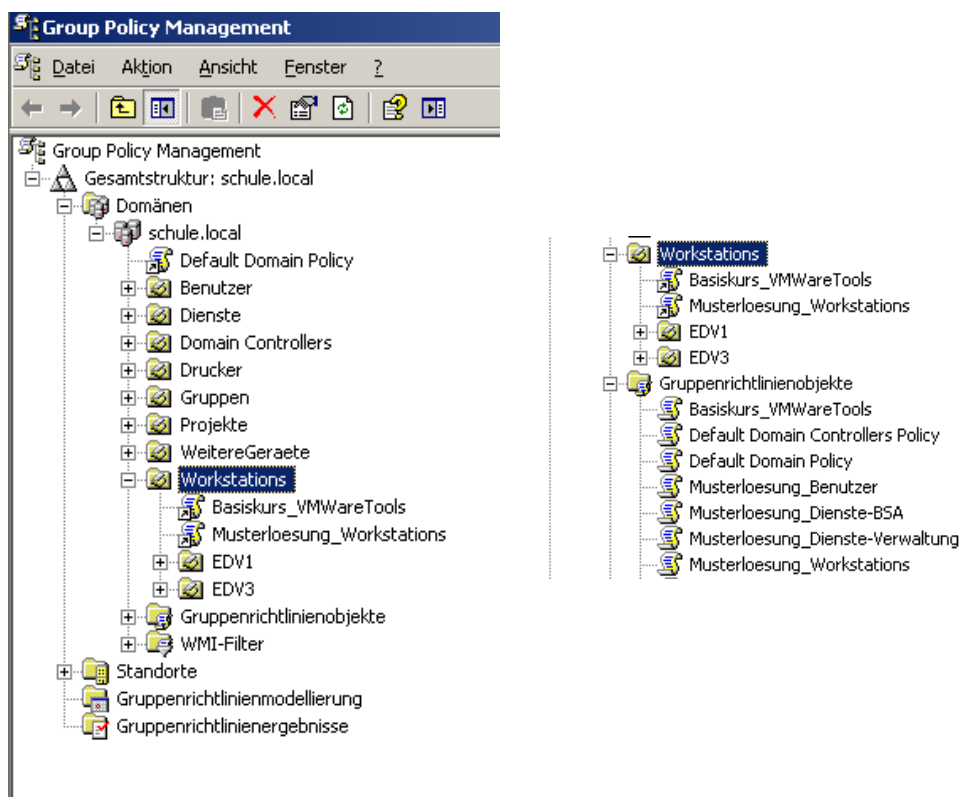 Group Policy Management
Datei Aktion Ansicht Fenster ?
Group Policy Management
Gesamtstruktur: schule.local
Domänen
schule.local
Default Domain Policy
Benutzer
Dienste
Domain Controllers
Drucker
Gruppen
Projekte
WeitereGeraete
Workstations
Basiskurs_VMWareTools
Musterloesung_Workstations
EDV1
EDV3
Gruppenrichtlinienobjekte
WMI-Filter
Standorte
Gruppenrichtlinienmodellierung
Gruppenrichtlinienergebnisse
Workstations
Basiskurs_VMWareTools
Musterloesung_Workstations
EDV1
EDV3
Gruppenrichtlinienobjekte
Basiskurs_VMWareTools
Default Domain Controllers Policy
Default Domain Policy
Musterloesung_Benutzer
Musterloesung_Dienste-BSA
Musterloesung_Dienste-Verwaltung
Musterloesung_Workstations